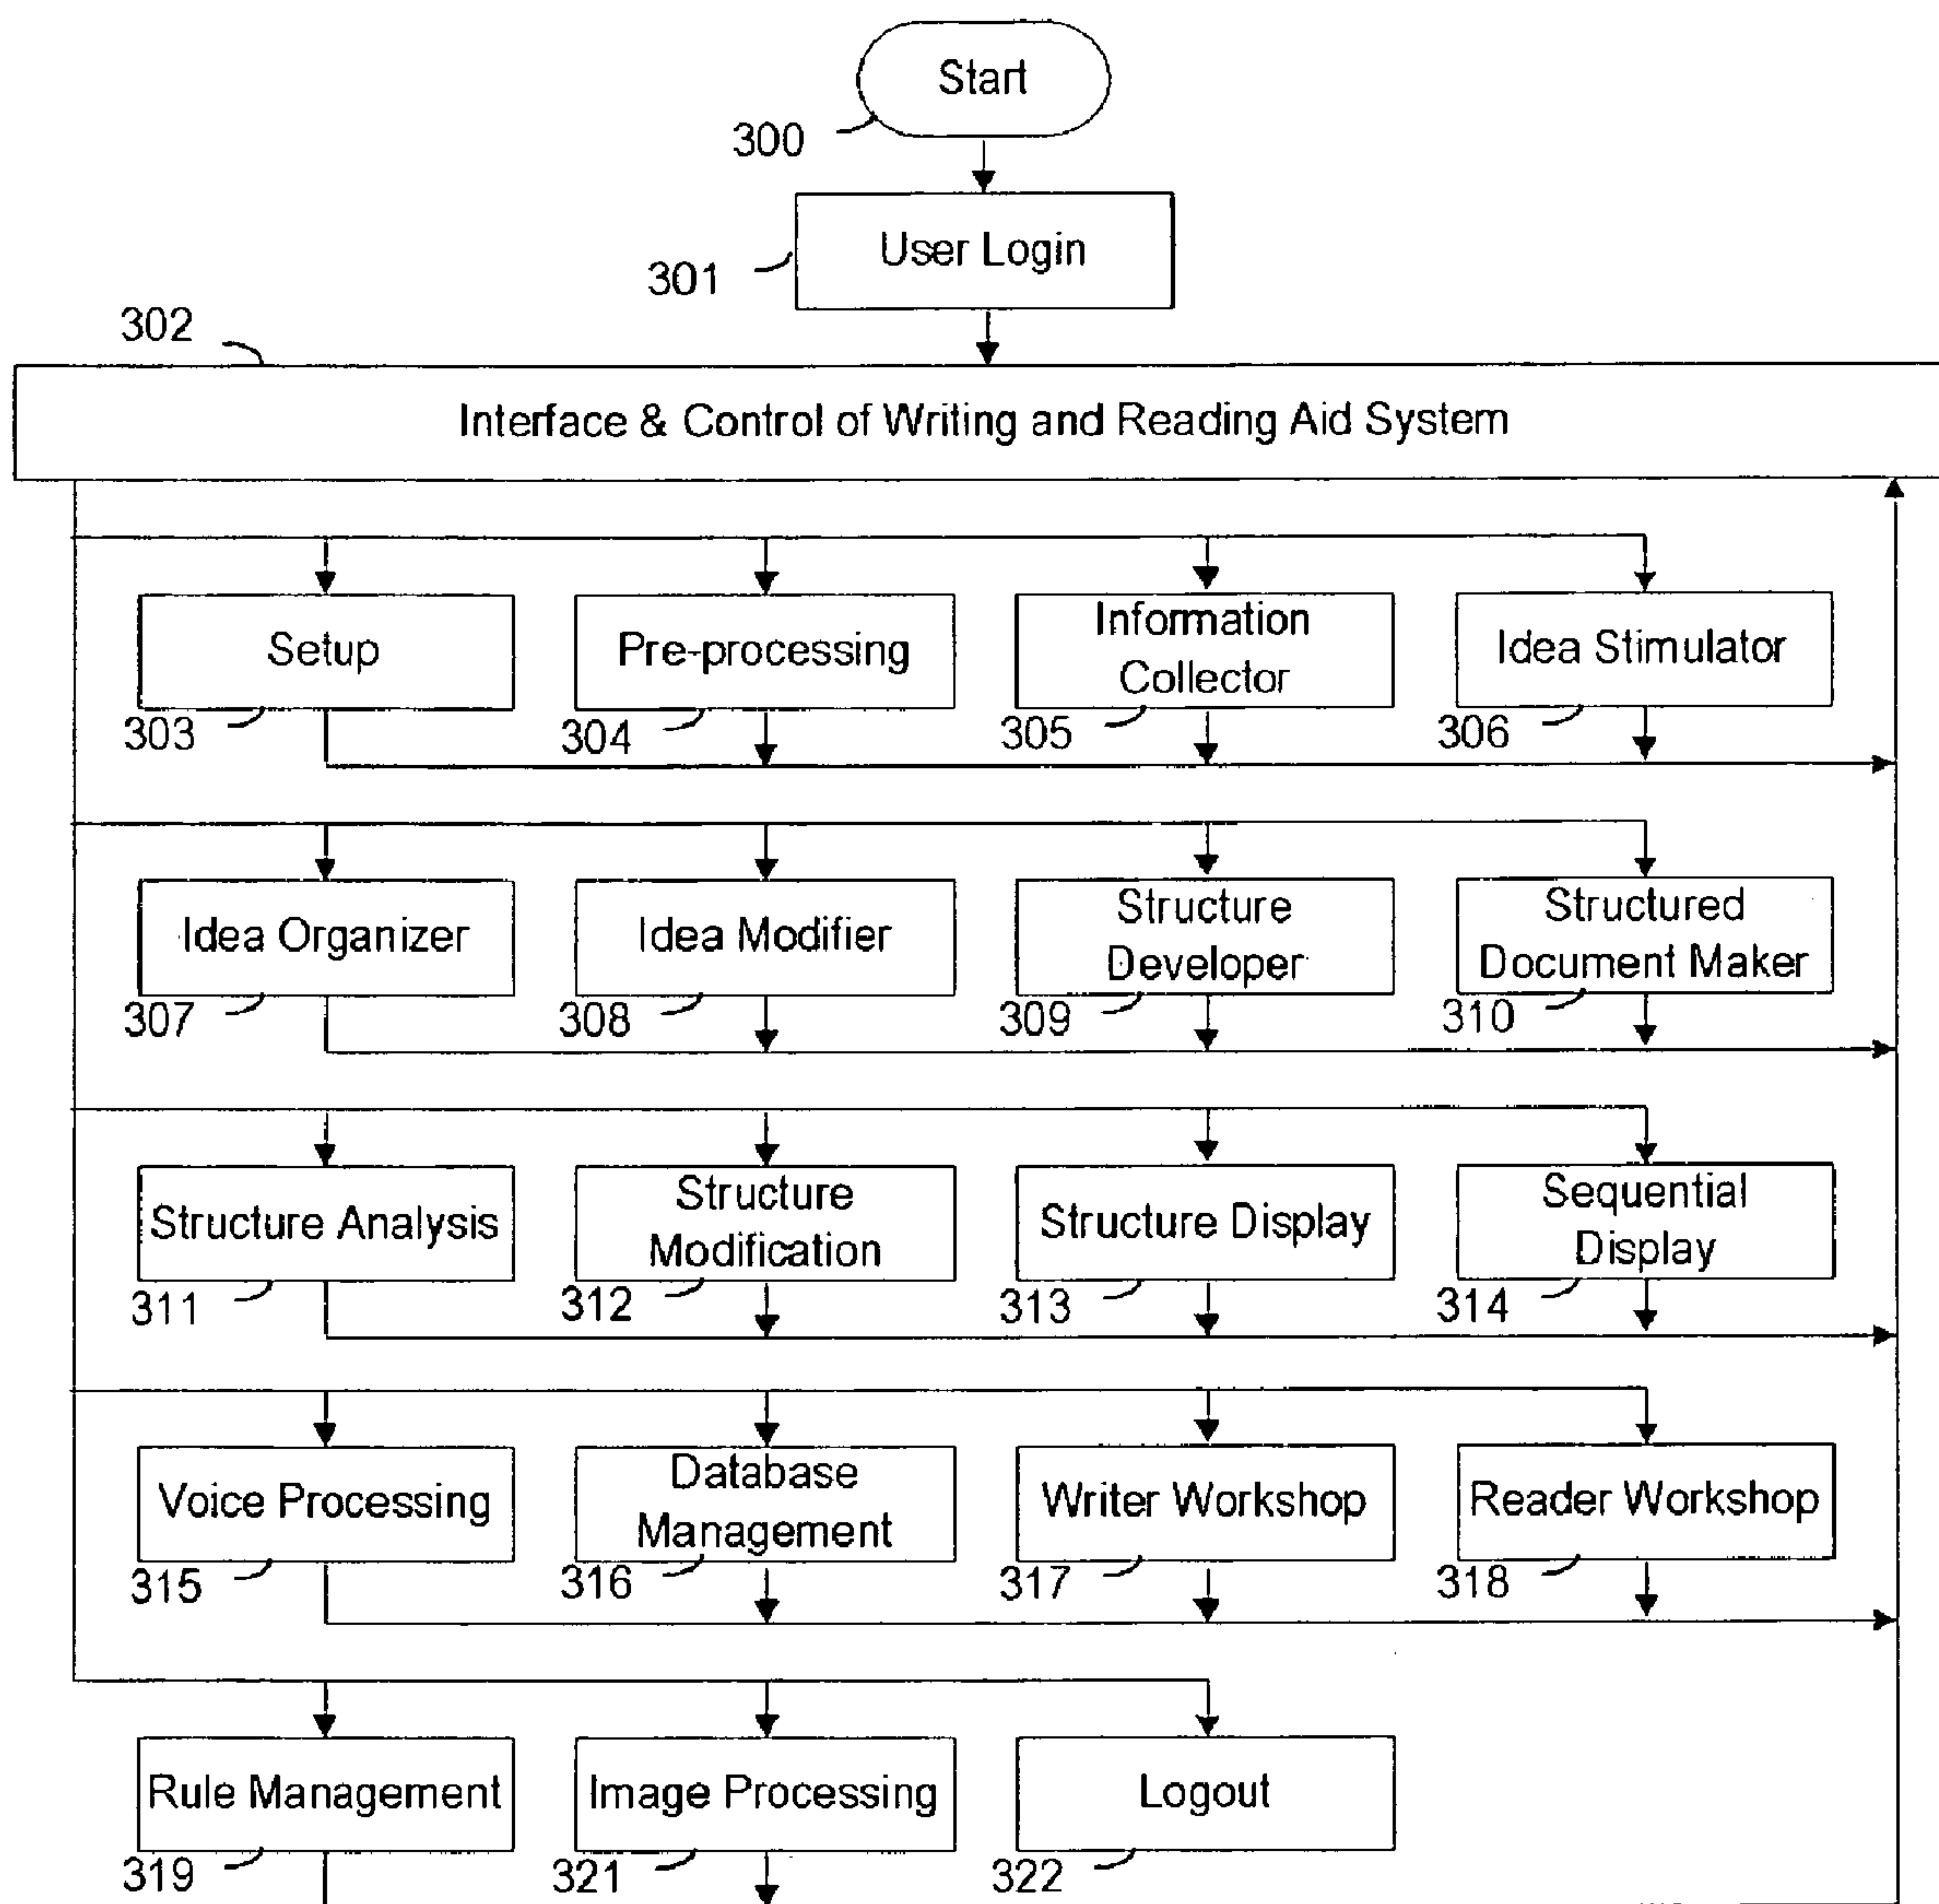 Start
300
User Login
301
302
Interface & Control of Writing and Reading Aid System
Setup
Pre-processing
Information
Collector
Idea Stimulator
303
304
305
306
Idea Organizer
Idea Modifier
Structure
Developer
Structured
Document Maker
307
308
309
310
Structure Analysis
Structure
Modification
Structure Display
Sequential
Display
311
312
313
314
Voice Processing
Database
Management
Writer Workshop
Reader Workshop
315
316
317
318
Rule Management
Image Processing
Logout
319
321
322